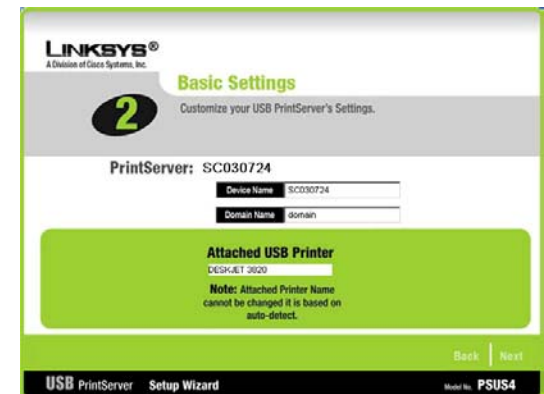 LINKSYS®
A Division of Cisco Systems, Inc.
Basic Settings
2
Customize your USB PrintServer's Settings.
PrintServer: SC030724
Device Name SC030724
Domain Name domain
Attached USB Printer
DESKJET 3820
Note: Attached Printer Name
cannot be changed it is based on
auto-detect.
Back Next
USB PrintServer Setup Wizard Model No. PSUS4